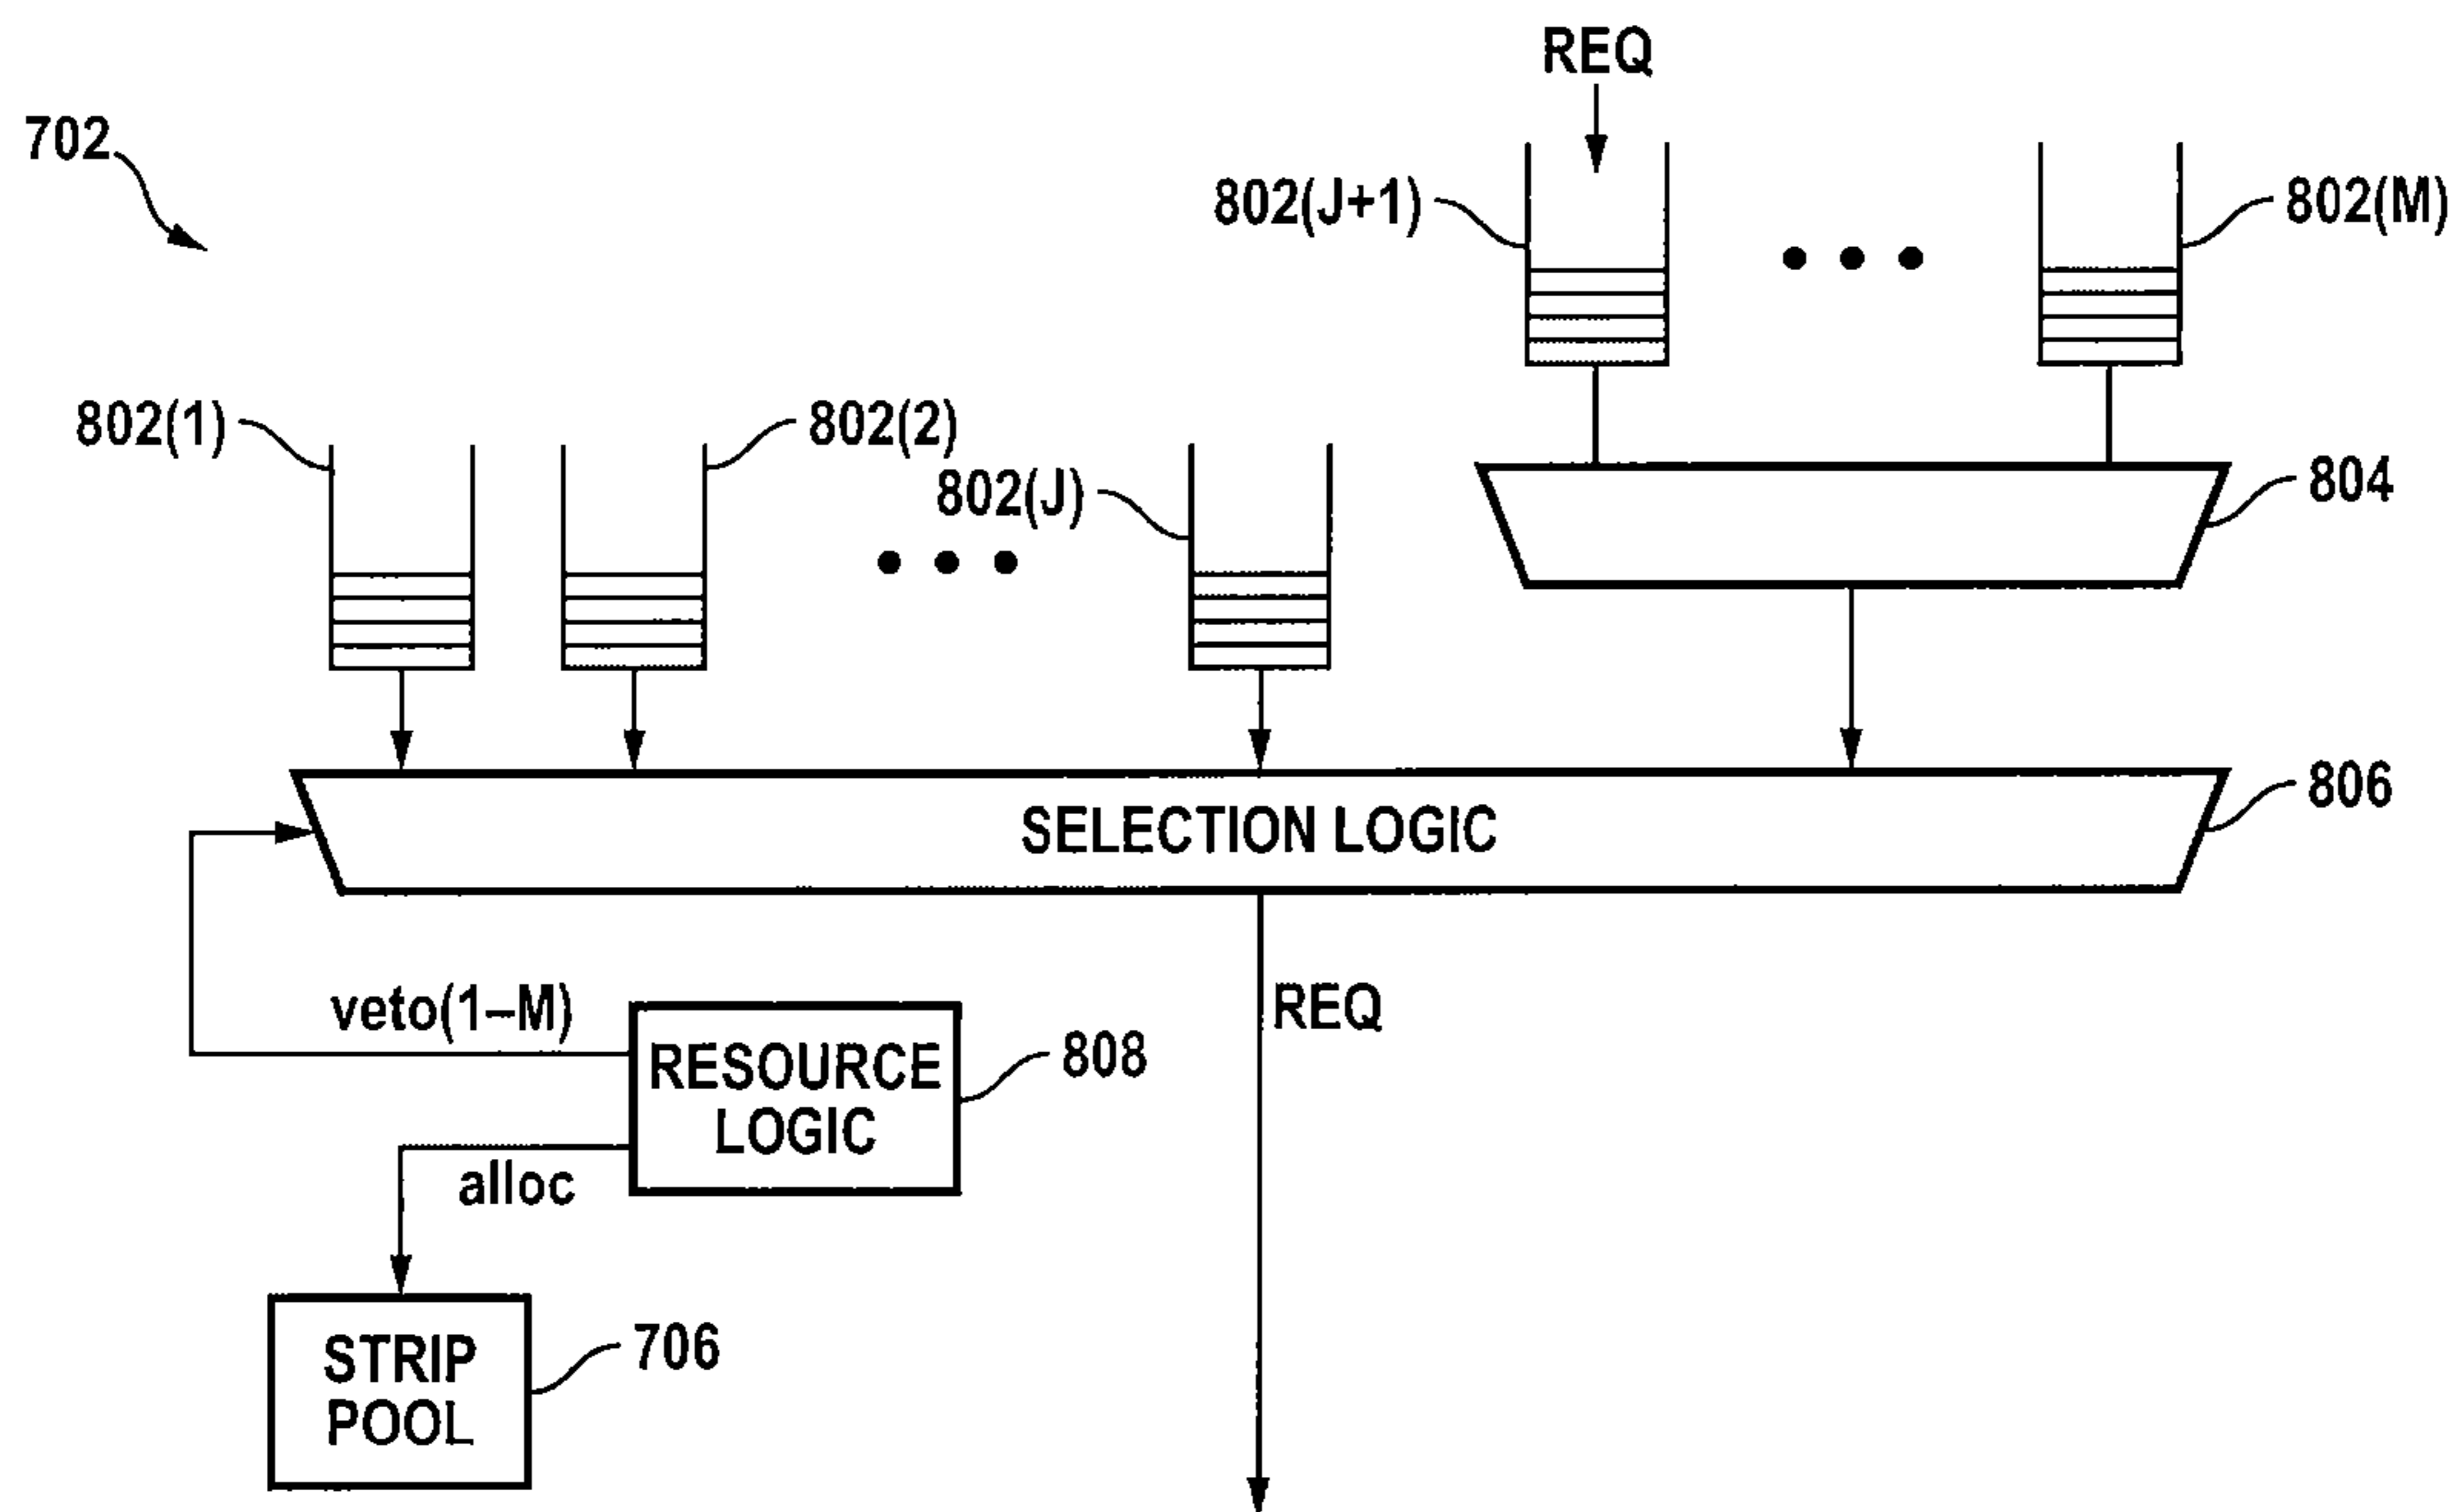 REQ
702
802(J+1)
802(M)
802(1)
802(2)
802(J)
804
806
SELECTION LOGIC
veto(1–M)
REQ
RESOURCE
LOGIC
808
alloc
STRIP
POOL
706